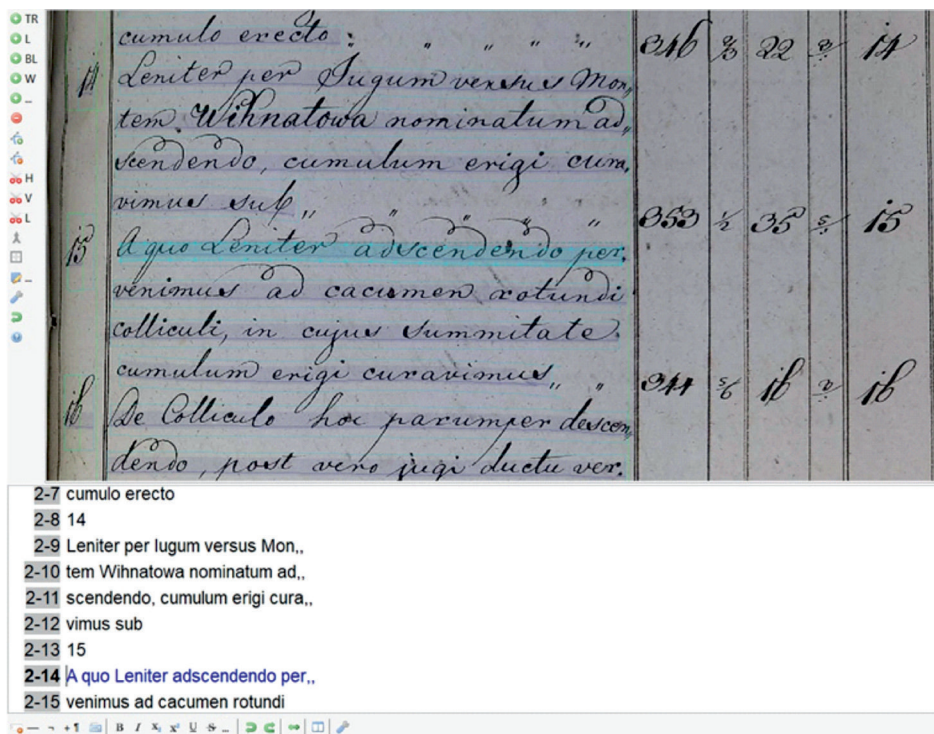 TR
L
BL
W
H
V
L
cumulo erecto : „ „ „ „ „ 346 22 14
14 Leniter per Jugum versus Mon„
tem Wihnatowa nominatum ad„
scendendo, cumulum erigi cura„
vimus sub „ „ „ „ „ 353 ½ 35 15
15 A quo Leniter adscendendo per„
venimus ad cacumen rotundi
colliculi, in cujus summitate
cumulum erigi curavimus „ „ 344 16 16
16 De Colliculo hoc parumper descen„
dendo, post vero jugi ductu ver„
2-7 cumulo erecto
2-8 14
2-9 Leniter per Iugum versus Mon,,
2-10 tem Wihnatowa nominatum ad,,
2-11 scendendo, cumulum erigi cura,,
2-12 vimus sub
2-13 15
2-14 A quo Leniter adscendendo per,,
2-15 venimus ad cacumen rotundi
B I X₁ X¹ U S